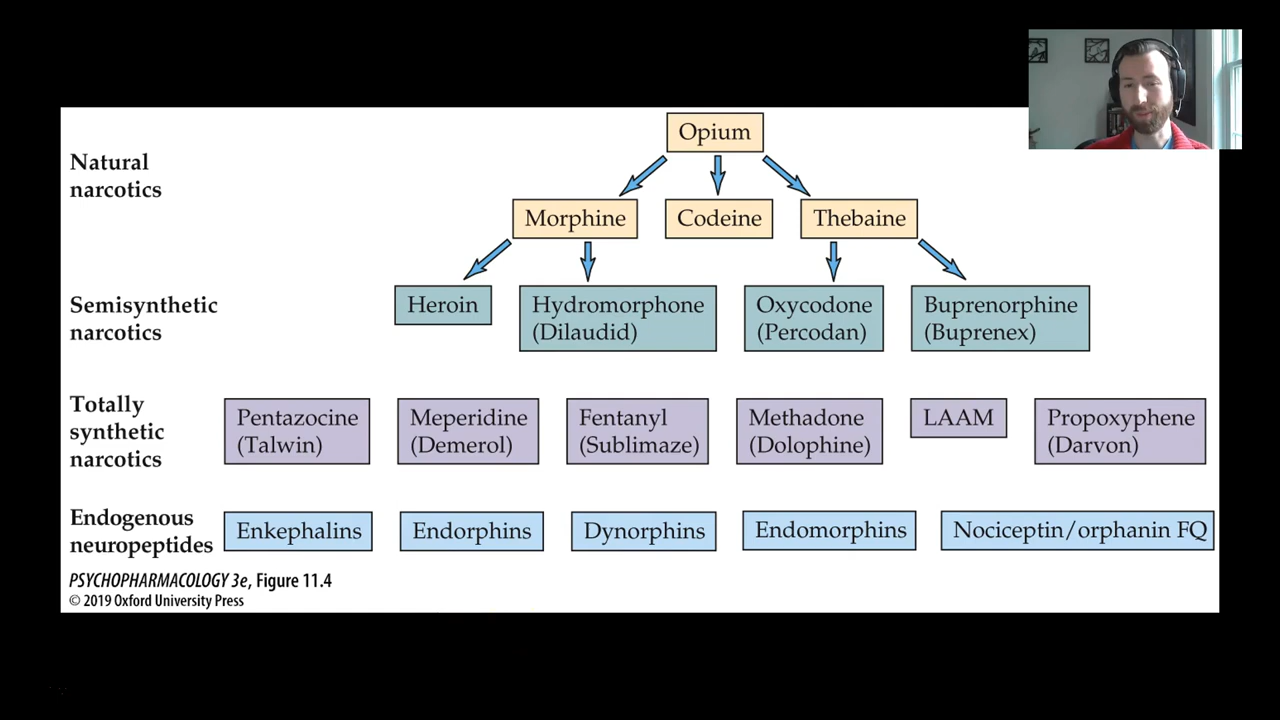 Opium
Natural
narcotics
Morphine
Codeine
Thebaine
Semisynthetic
narcotics
Heroin
Hydromorphone
(Dilaudid)
Oxycodone
(Percodan)
Buprenorphine
(Buprenex)
Totally
synthetic
narcotics
Pentazocine
(Talwin)
Meperidine
(Demerol)
Fentanyl
(Sublimaze)
Methadone
(Dolophine)
LAAM
Propoxyphene
(Darvon)
Endogenous
neuropeptides
Enkephalins
Endorphins
Dynorphins
Endomorphins
Nociceptin/orphanin FQ
PSYCHOPHARMACOLOGY 3e, Figure 11.4
© 2019 Oxford University Press